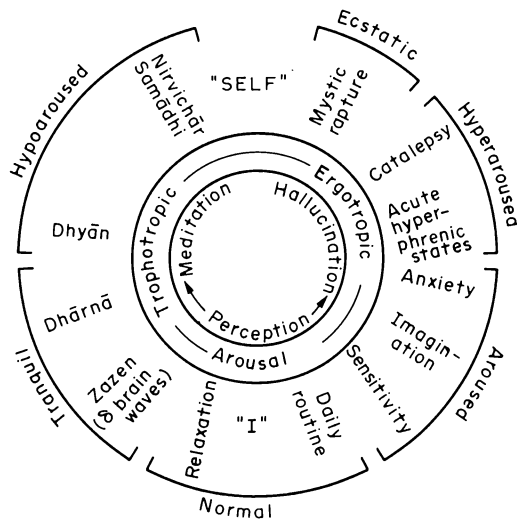 Ecstatic
Hypoaroused
Nirvichār
Samādhi
"SELF"
Mystic
rapture
Hyperaroused
Catalepsy
Acute
hyper-
phrenic
states
Dhyān
Trophotropic
Ergotropic
Meditation
Hallucination
Perception
Arousal
Anxiety
Imagin-
ation
Sensitivity
Aroused
Dhārnā
Zazen
(δ brain
waves)
Tranquil
Relaxation
"I"
Daily
routine
Normal